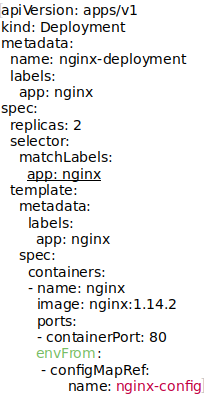 apiVersion: apps/v1
kind: Deployment
metadata:
  name: nginx-deployment
  labels:
    app: nginx
spec:
  replicas: 2
  selector:
    matchLabels:
      app: nginx
  template:
    metadata:
      labels:
        app: nginx
    spec:
      containers:
      - name: nginx
        image: nginx:1.14.2
        ports:
        - containerPort: 80
        envFrom:
         - configMapRef:
               name: nginx-config